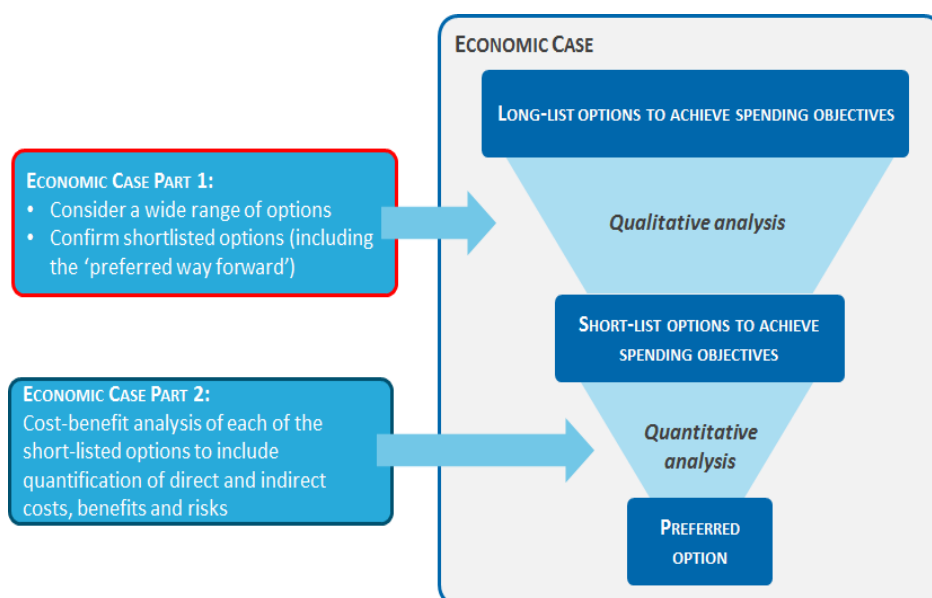 ECONOMIC CASE
LONG-LIST OPTIONS TO ACHIEVE SPENDING OBJECTIVES
ECONOMIC CASE PART 1:
• Consider a wide range of options
• Confirm shortlisted options (including
the ‘preferred way forward’)
Qualitative analysis
SHORT-LIST OPTIONS TO ACHIEVE
SPENDING OBJECTIVES
ECONOMIC CASE PART 2:
Cost-benefit analysis of each of the
short-listed options to include
quantification of direct and indirect
costs, benefits and risks
Quantitative
analysis
PREFERRED
OPTION